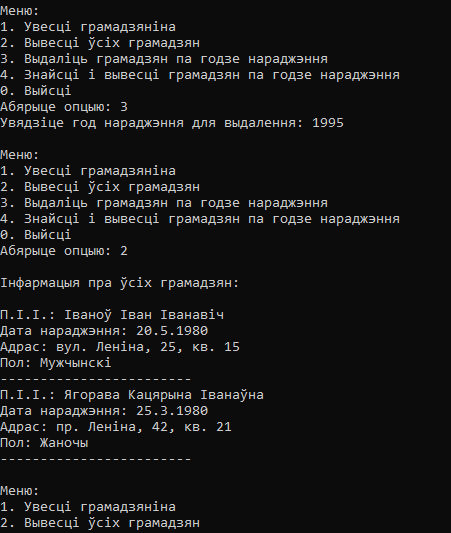 Меню:
1. Увесці грамадзяніна
2. Вывесці ўсіх грамадзян
3. Выдаліць грамадзян па годзе нараджэння
4. Знайсці і вывесці грамадзян па годзе нараджэння
0. Выйсці
Абярыце опцыю: 3
Увядзіце год нараджэння для выдалення: 1995
Меню:
1. Увесці грамадзяніна
2. Вывесці ўсіх грамадзян
3. Выдаліць грамадзян па годзе нараджэння
4. Знайсці і вывесці грамадзян па годзе нараджэння
0. Выйсці
Абярыце опцыю: 2
Інфармацыя пра ўсіх грамадзян:
П.І.І.: Іваноў Іван Іванавіч
Дата нараджэння: 20.5.1980
Адрас: вул. Леніна, 25, кв. 15
Пол: Мужчынскі
------------------------
П.І.І.: Ягорава Кацярына Іванаўна
Дата нараджэння: 25.3.1980
Адрас: пр. Леніна, 42, кв. 21
Пол: Жаночы
------------------------
Меню:
1. Увесці грамадзяніна
2. Вывесці ўсіх грамадзян